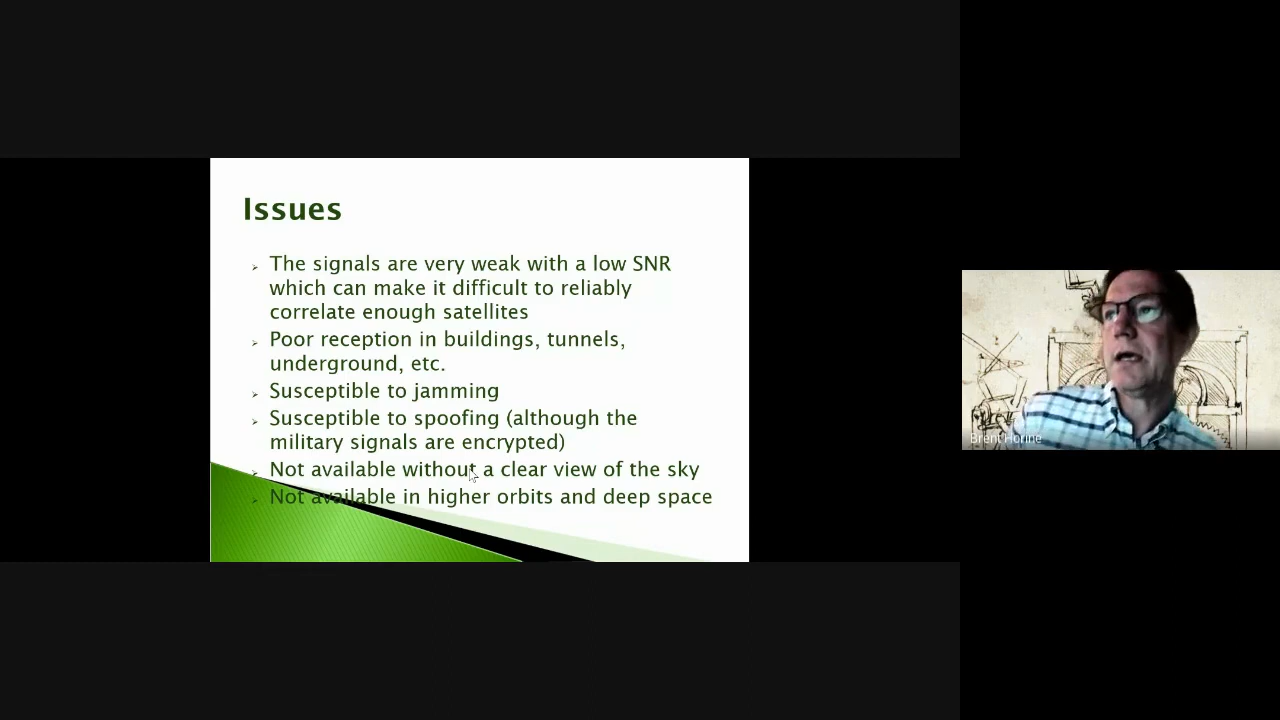 Issues
The signals are very weak with a low SNR
which can make it difficult to reliably
correlate enough satellites
Poor reception in buildings, tunnels,
underground, etc.
Susceptible to jamming
Susceptible to spoofing (although the
military signals are encrypted)
Not available without a clear view of the sky
Not available in higher orbits and deep space
Brent Horine